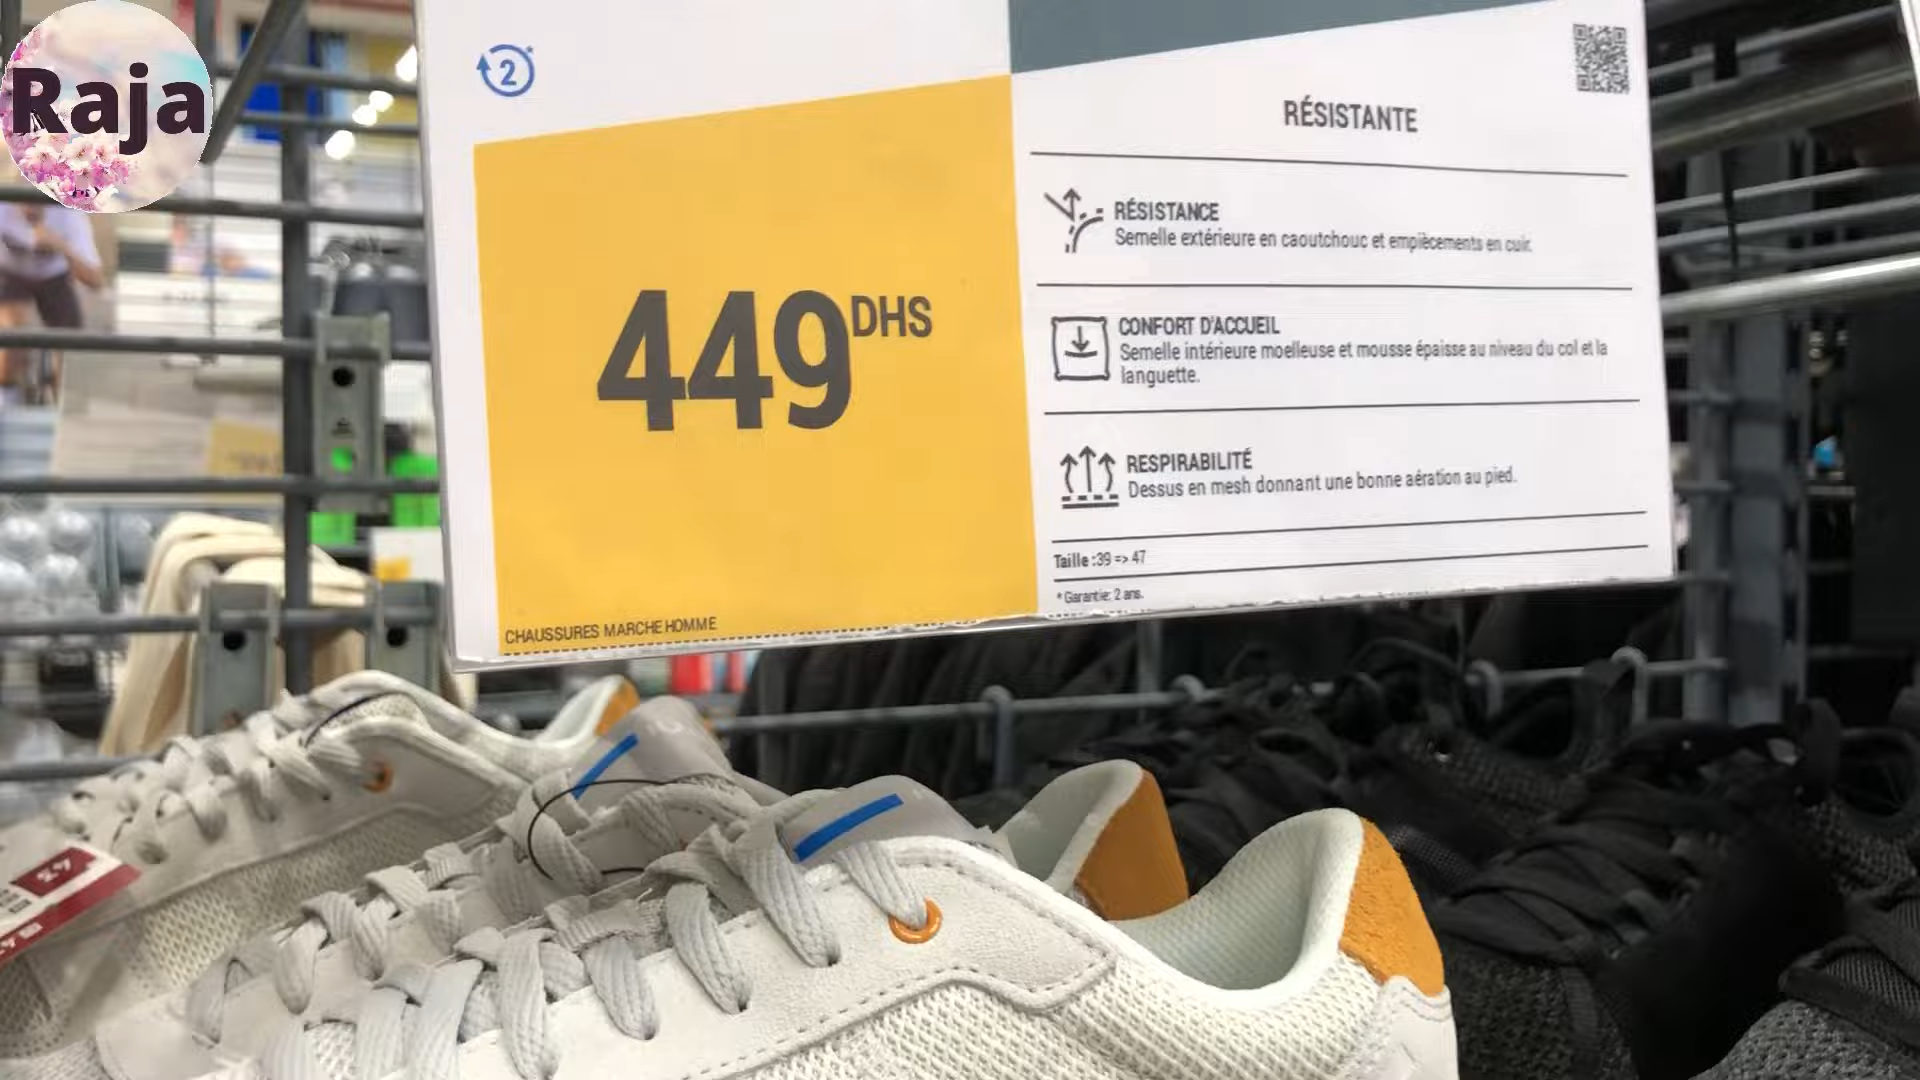 Raja
2*
449 DHS
CHAUSSURES MARCHE HOMME
RÉSISTANTE
RÉSISTANCE
Semelle extérieure en caoutchouc et empiècements en cuir.
CONFORT D'ACCUEIL
Semelle intérieure moelleuse et mousse épaisse au niveau du col et la
languette.
RESPIRABILITÉ
Dessus en mesh donnant une bonne aération au pied.
Taille :39 => 47
* Garantie: 2 ans.